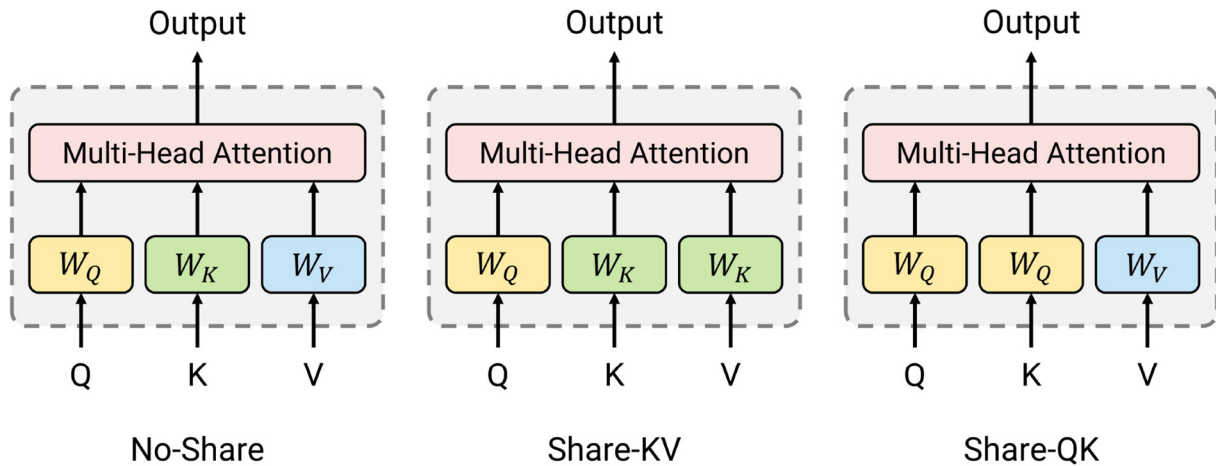 Output Output Output
Multi-Head Attention Multi-Head Attention Multi-Head Attention
W_Q W_K W_V W_Q W_K W_K W_Q W_Q W_V
Q K V Q K V Q K V
No-Share Share-KV Share-QK